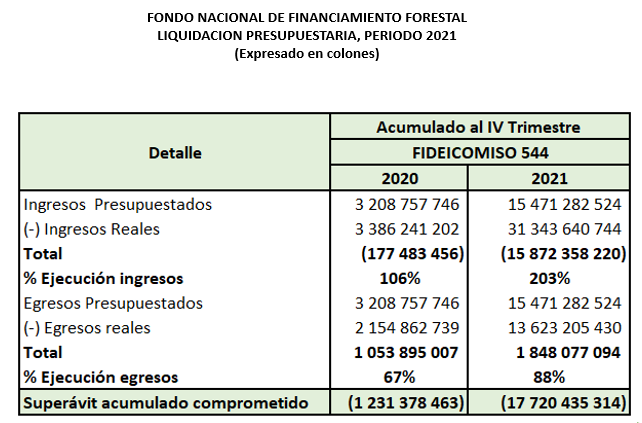 FONDO NACIONAL DE FINANCIAMIENTO FORESTAL
LIQUIDACION PRESUPUESTARIA, PERIODO 2021
(Expresado en colones)
Detalle
Acumulado al IV Trimestre
FIDEICOMISO 544
2020 2021
Ingresos Presupuestados 3 208 757 746 15 471 282 524
(-) Ingresos Reales 3 386 241 202 31 343 640 744
Total (177 483 456) (15 872 358 220)
% Ejecución ingresos 106% 203%
Egresos Presupuestados 3 208 757 746 15 471 282 524
(-) Egresos reales 2 154 862 739 13 623 205 430
Total 1 053 895 007 1 848 077 094
% Ejecución egresos 67% 88%
Superávit acumulado comprometido (1 231 378 463) (17 720 435 314)